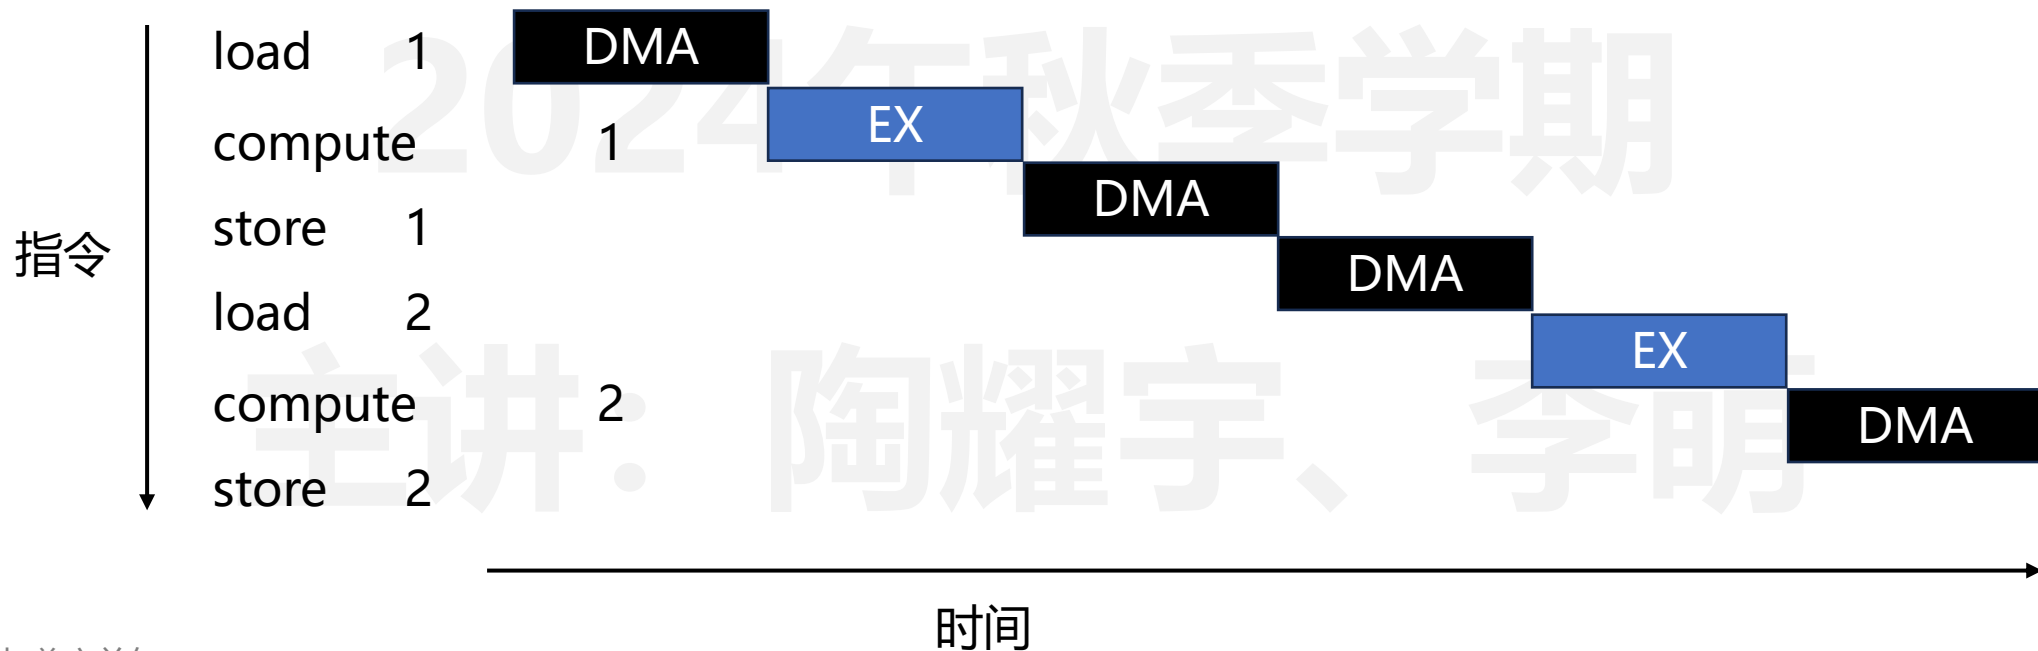 load 1 DMA
compute 1 EX
store 1 DMA
指令
load 2 DMA
compute 2 EX
store 2 DMA
时间
2024年秋季学期
主讲：陶耀宇、李萌